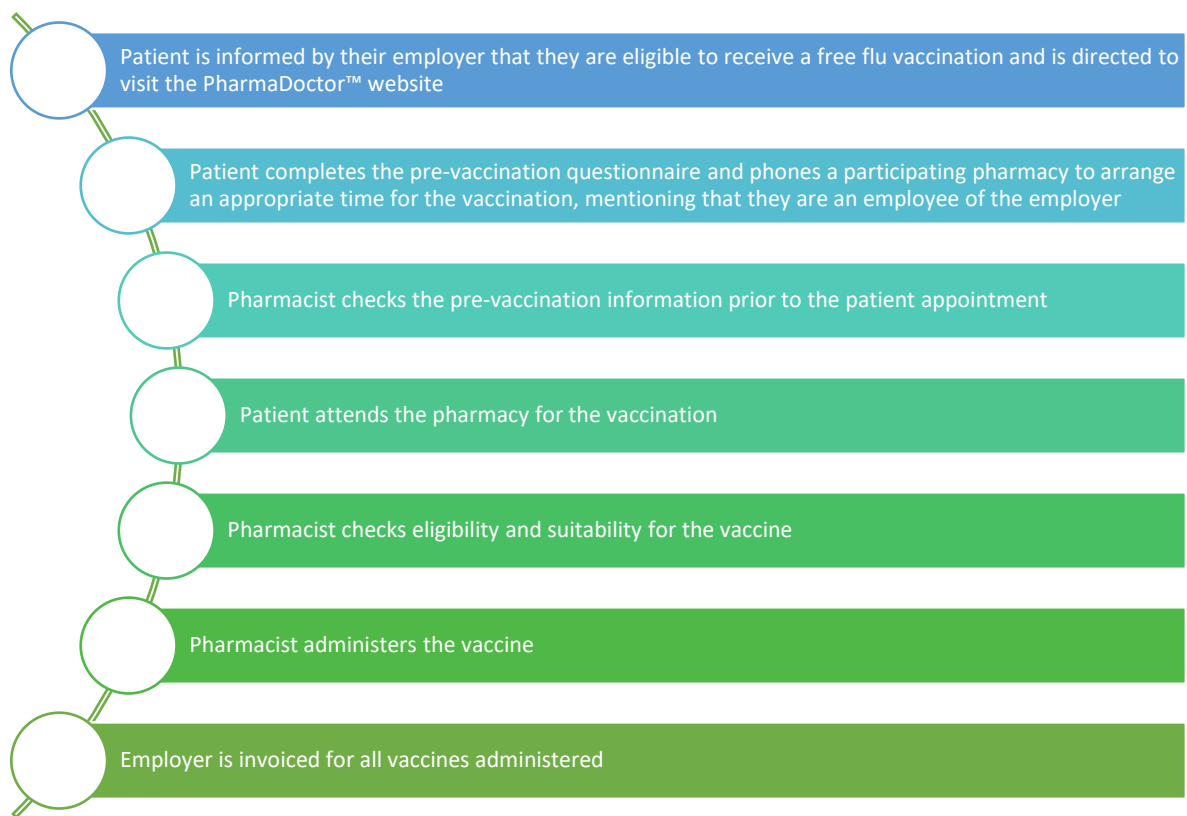 Patient is informed by their employer that they are eligible to receive a free flu vaccination and is directed to
visit the PharmaDoctor™ website
Patient completes the pre-vaccination questionnaire and phones a participating pharmacy to arrange
an appropriate time for the vaccination, mentioning that they are an employee of the employer
Pharmacist checks the pre-vaccination information prior to the patient appointment
Patient attends the pharmacy for the vaccination
Pharmacist checks eligibility and suitability for the vaccine
Pharmacist administers the vaccine
Employer is invoiced for all vaccines administered